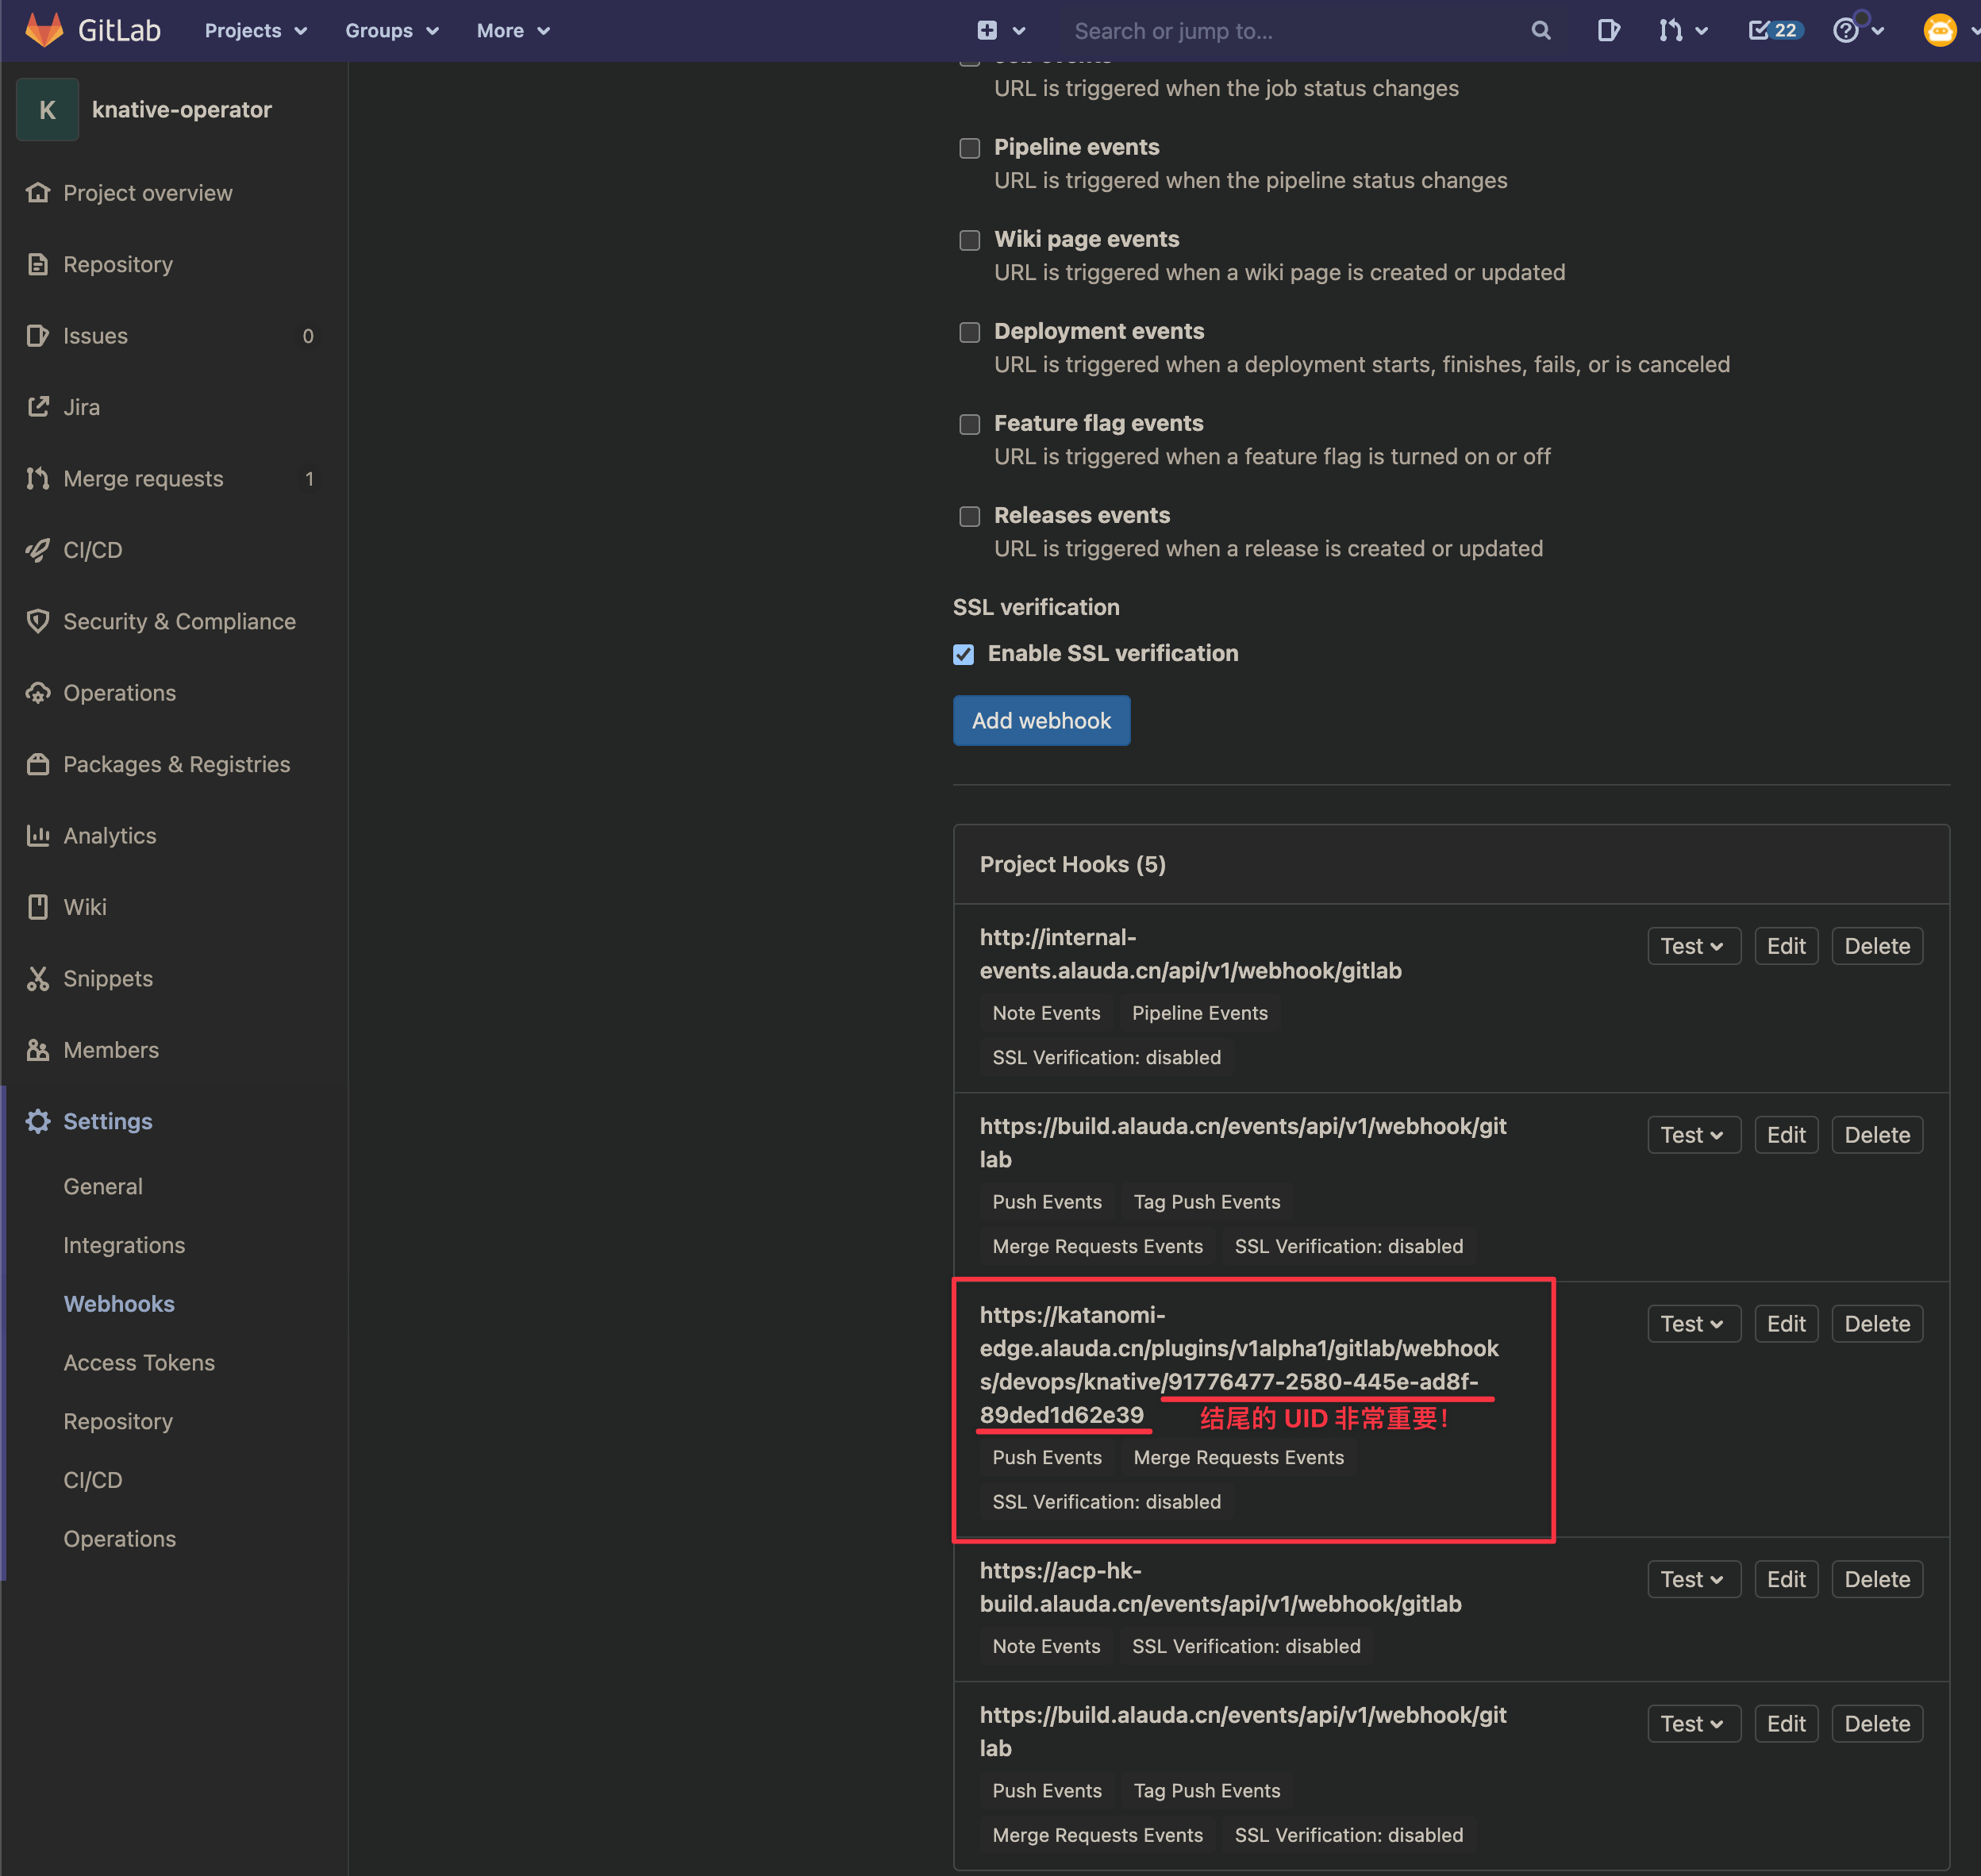 GitLab
Projects
Groups
More
Search or jump to...
22
K
knative-operator
Project overview
Repository
Issues
0
Jira
Merge requests
1
CI/CD
Security & Compliance
Operations
Packages & Registries
Analytics
Wiki
Snippets
Members
Settings
General
Integrations
Webhooks
Access Tokens
Repository
CI/CD
Operations
URL is triggered when the job status changes
Pipeline events
URL is triggered when the pipeline status changes
Wiki page events
URL is triggered when a wiki page is created or updated
Deployment events
URL is triggered when a deployment starts, finishes, fails, or is canceled
Feature flag events
URL is triggered when a feature flag is turned on or off
Releases events
URL is triggered when a release is created or updated
SSL verification
Enable SSL verification
Add webhook
Project Hooks (5)
http://internal-
events.alauda.cn/api/v1/webhook/gitlab
Test
Edit
Delete
Note Events
Pipeline Events
SSL Verification: disabled
https://build.alauda.cn/events/api/v1/webhook/git
lab
Test
Edit
Delete
Push Events
Tag Push Events
Merge Requests Events
SSL Verification: disabled
https://katanomi-
edge.alauda.cn/plugins/v1alpha1/gitlab/webhook
s/devops/knative/91776477-2580-445e-ad8f-
89ded1d62e39
结尾的 UID 非常重要！
Test
Edit
Delete
Push Events
Merge Requests Events
SSL Verification: disabled
https://acp-hk-
build.alauda.cn/events/api/v1/webhook/gitlab
Test
Edit
Delete
Note Events
SSL Verification: disabled
https://build.alauda.cn/events/api/v1/webhook/git
lab
Test
Edit
Delete
Push Events
Tag Push Events
Merge Requests Events
SSL Verification: disabled